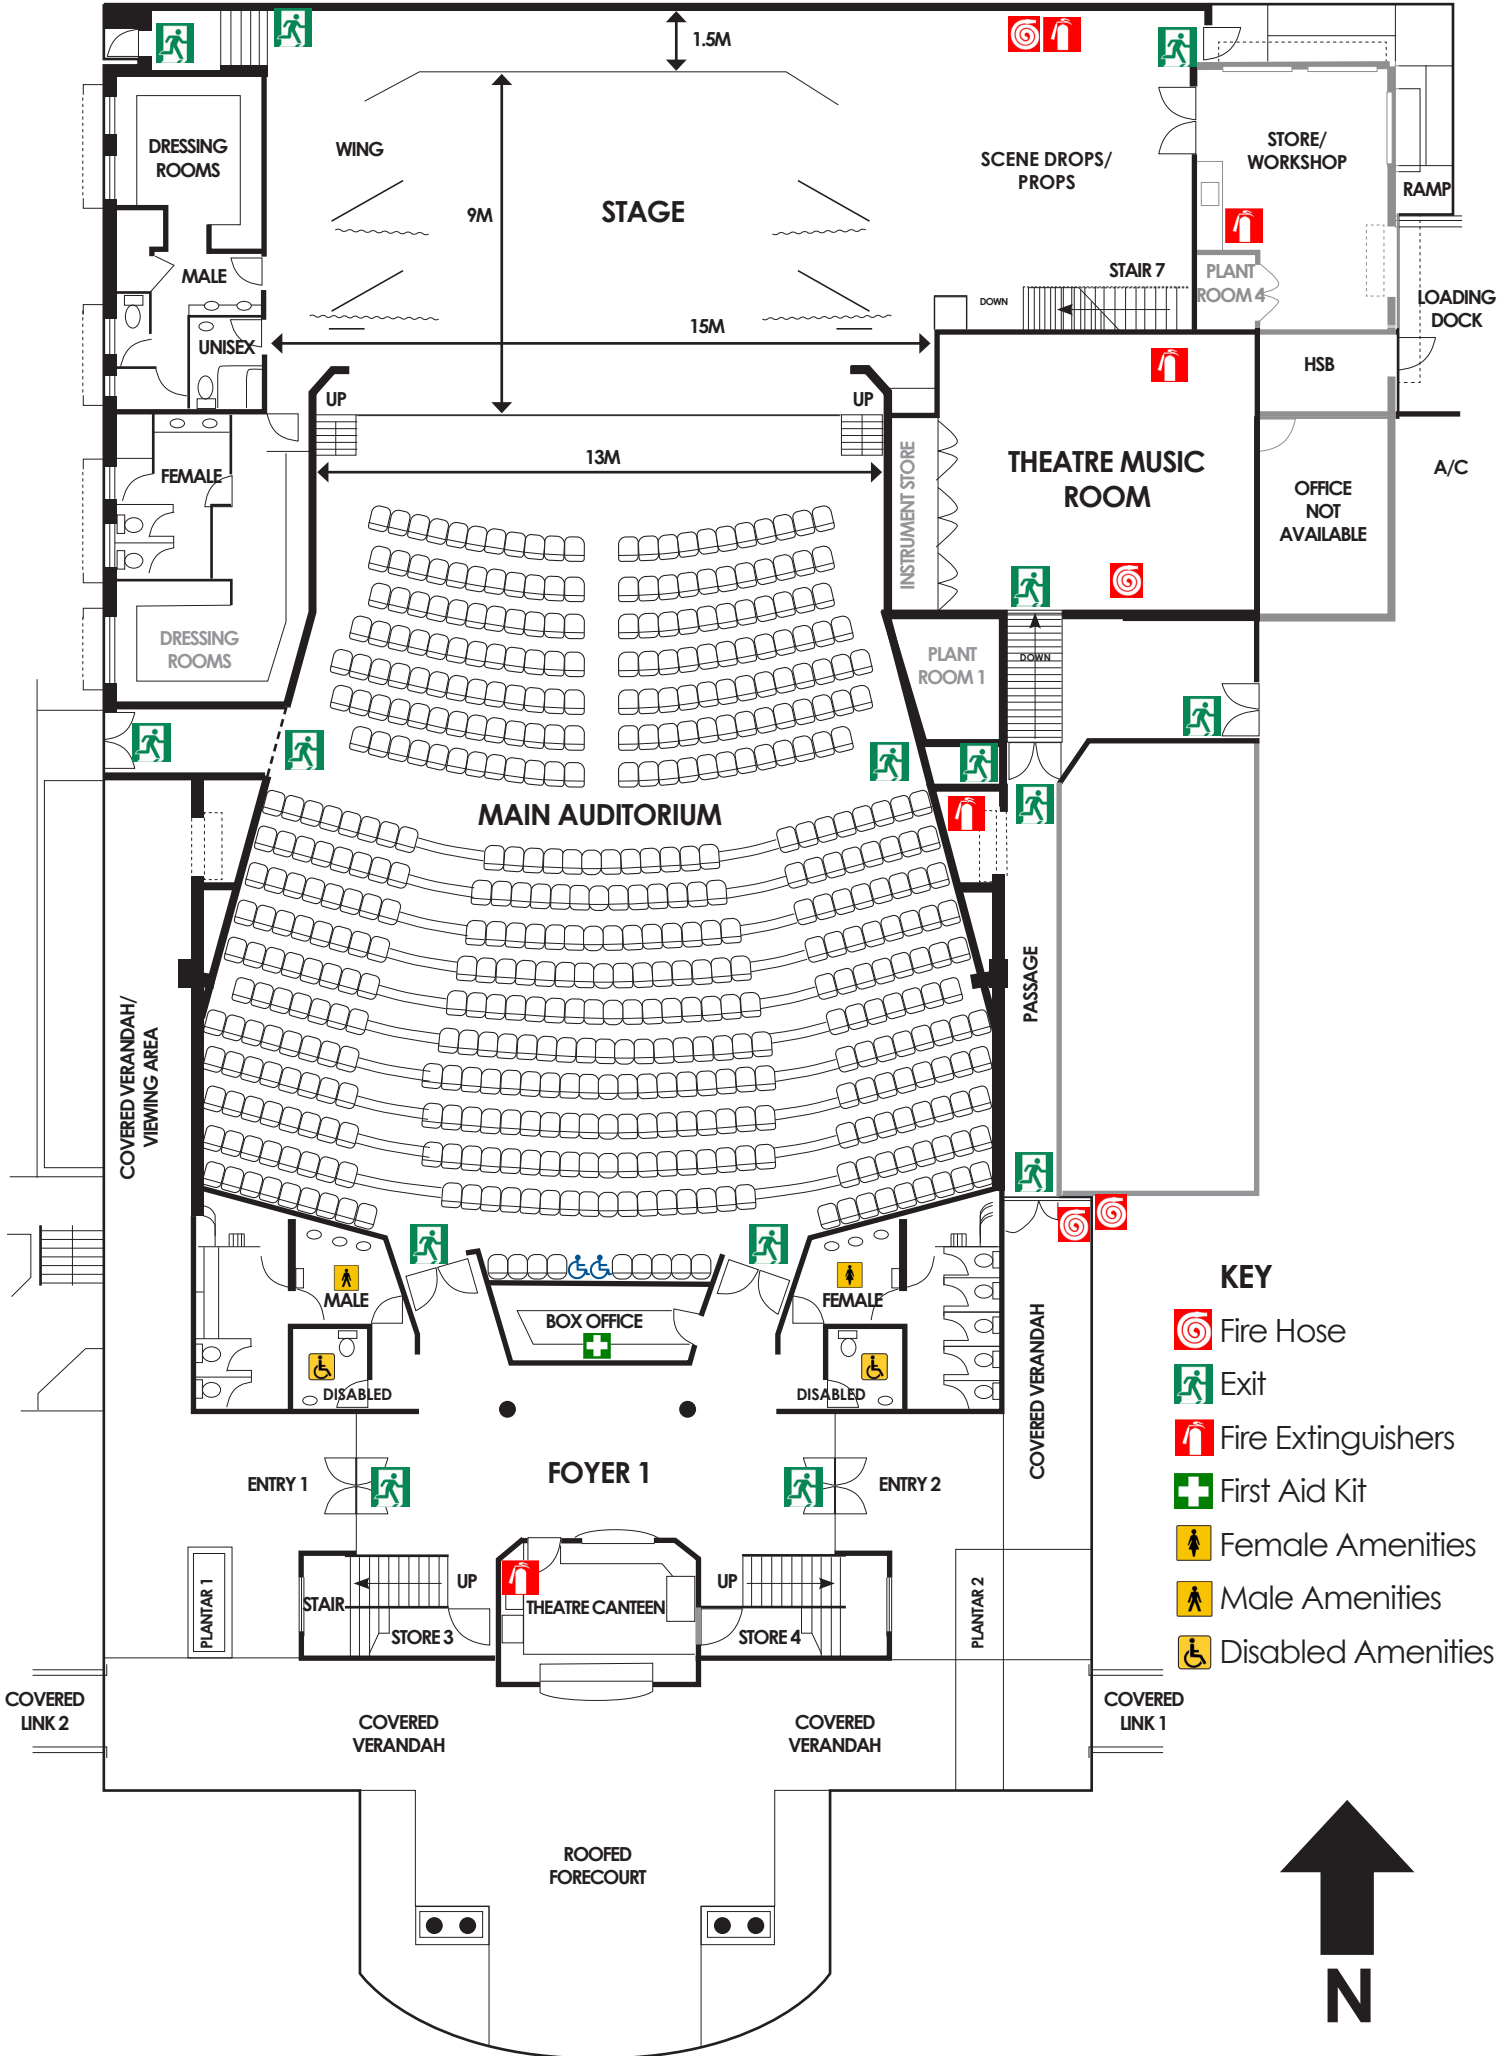 1.5M
DRESSING
ROOMS
WING
SCENE DROPS/
PROPS
STORE/
WORKSHOP
RAMP
9M
STAGE
MALE
STAIR 7
PLANT
ROOM 4
DOWN
LOADING
DOCK
15M
UNISEX
HSB
UP
UP
13M
FEMALE
INSTRUMENT STORE
THEATRE MUSIC
ROOM
A/C
OFFICE
NOT
AVAILABLE
DRESSING
ROOMS
PLANT
ROOM 1
DOWN
MAIN AUDITORIUM
PASSAGE
COVERED VERANDAH/
VIEWING AREA
MALE
FEMALE
BOX OFFICE
DISABLED
DISABLED
COVERED VERANDAH
KEY
Fire Hose
Exit
Fire Extinguishers
First Aid Kit
Female Amenities
Male Amenities
Disabled Amenities
ENTRY 1
FOYER 1
ENTRY 2
PLANTAR 1
STAIR
UP
UP
THEATRE CANTEEN
STORE 3
STORE 4
PLANTAR 2
COVERED
LINK 2
COVERED
VERANDAH
COVERED
VERANDAH
COVERED
LINK 1
ROOFED
FORECOURT
N